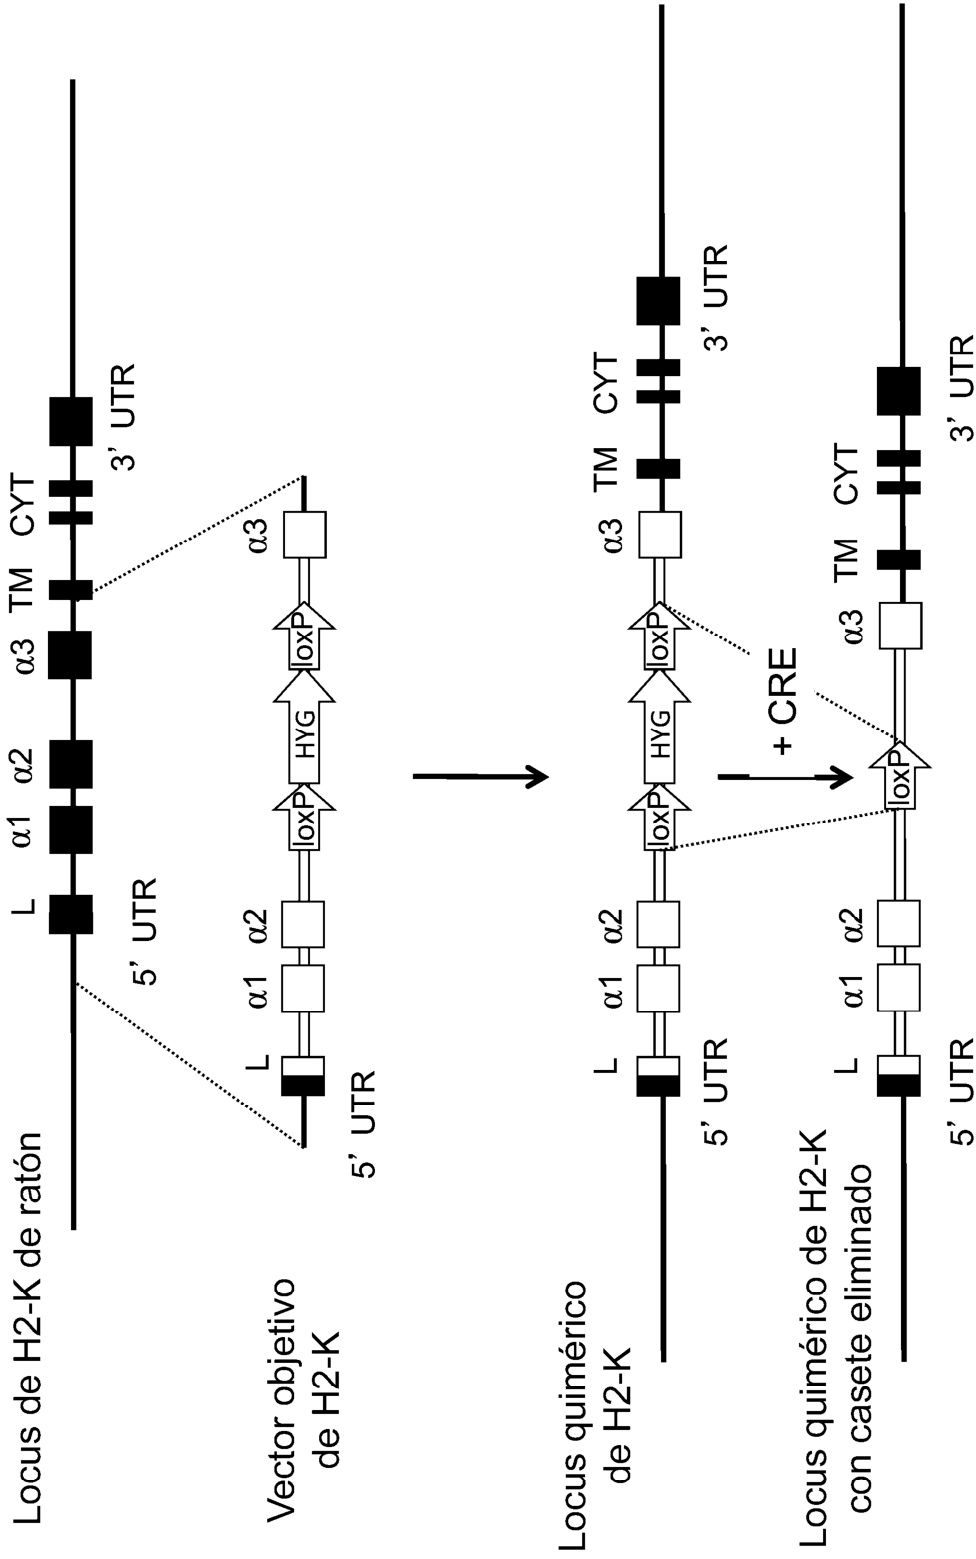 Locus de H2-K de ratón
L
α1
α2
α3
TM
CYT
5’ UTR
3’ UTR
Vector objetivo
de H2-K
L
α1
α2
loxP
HYG
loxP
α3
5’ UTR
Locus quimérico
de H2-K
L
α1
α2
loxP
HYG
loxP
α3
TM
CYT
5’ UTR
3’ UTR
+ CRE
Locus quimérico de H2-K
con casete eliminado
L
α1
α2
loxP
α3
TM
CYT
5’ UTR
3’ UTR